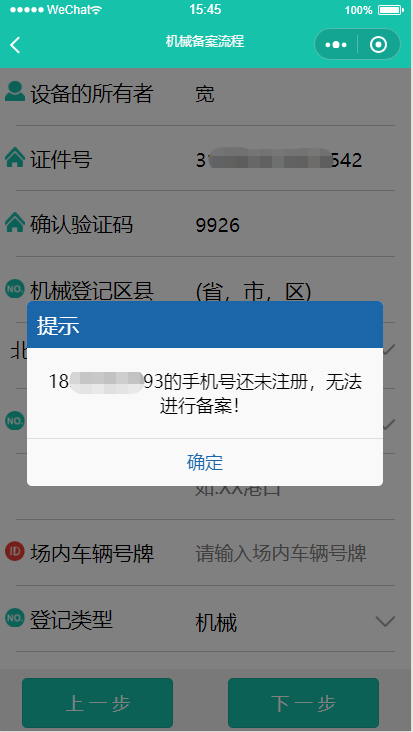 WeChat 15:45 100%
机械备案流程
设备的所有者 宽
证件号 3 542
确认验证码 9926
NO. 机械登记区县 (省，市，区)
提示
北
18 93的手机号还未注册，无法
进行备案！
NO.
确定
如:XX港口
ID 场内车辆号牌 请输入场内车辆号牌
NO. 登记类型 机械
上一步 下一步